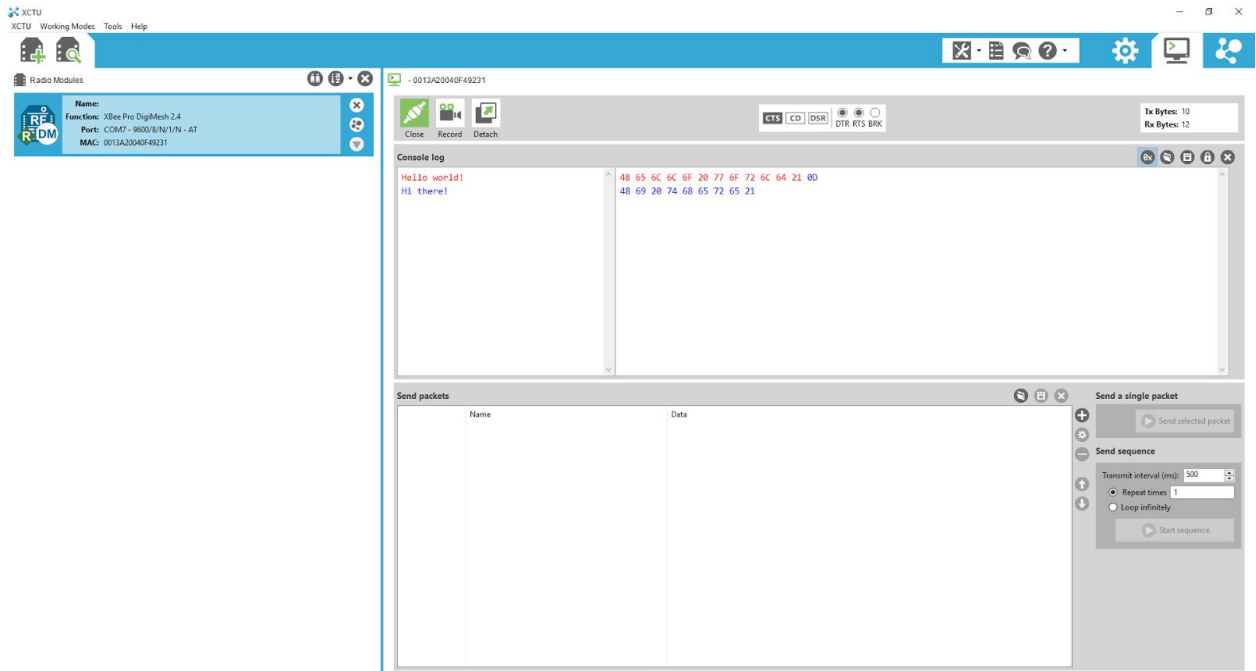 XCTU
XCTU Working Modes Tools Help
Radio Modules
RF
R DM
Name:
Function: XBee Pro DigiMesh 2.4
Port: COM7 - 9600/8/N/1/N - AT
MAC: 0013A20040F49231
- 0013A20040F49231
Close Record Detach
CTS CD DSR DTR RTS BRK
Tx Bytes: 10
Rx Bytes: 12
Console log
0x
Hello world!
Hi there!
48 65 6C 6C 6F 20 77 6F 72 6C 64 21 0D
48 69 20 74 68 65 72 65 21
Send packets
Name Data
Send a single packet
Send selected packet
Send sequence
Transmit interval (ms): 500
Repeat times 1
Loop infinitely
Start sequence